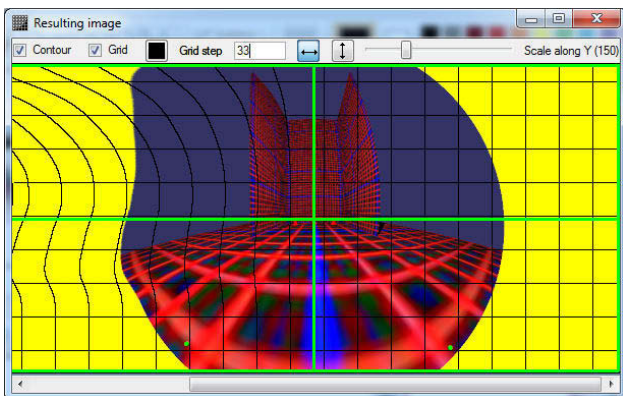 Resulting image
Contour Grid Grid step 33 Scale along Y (150)